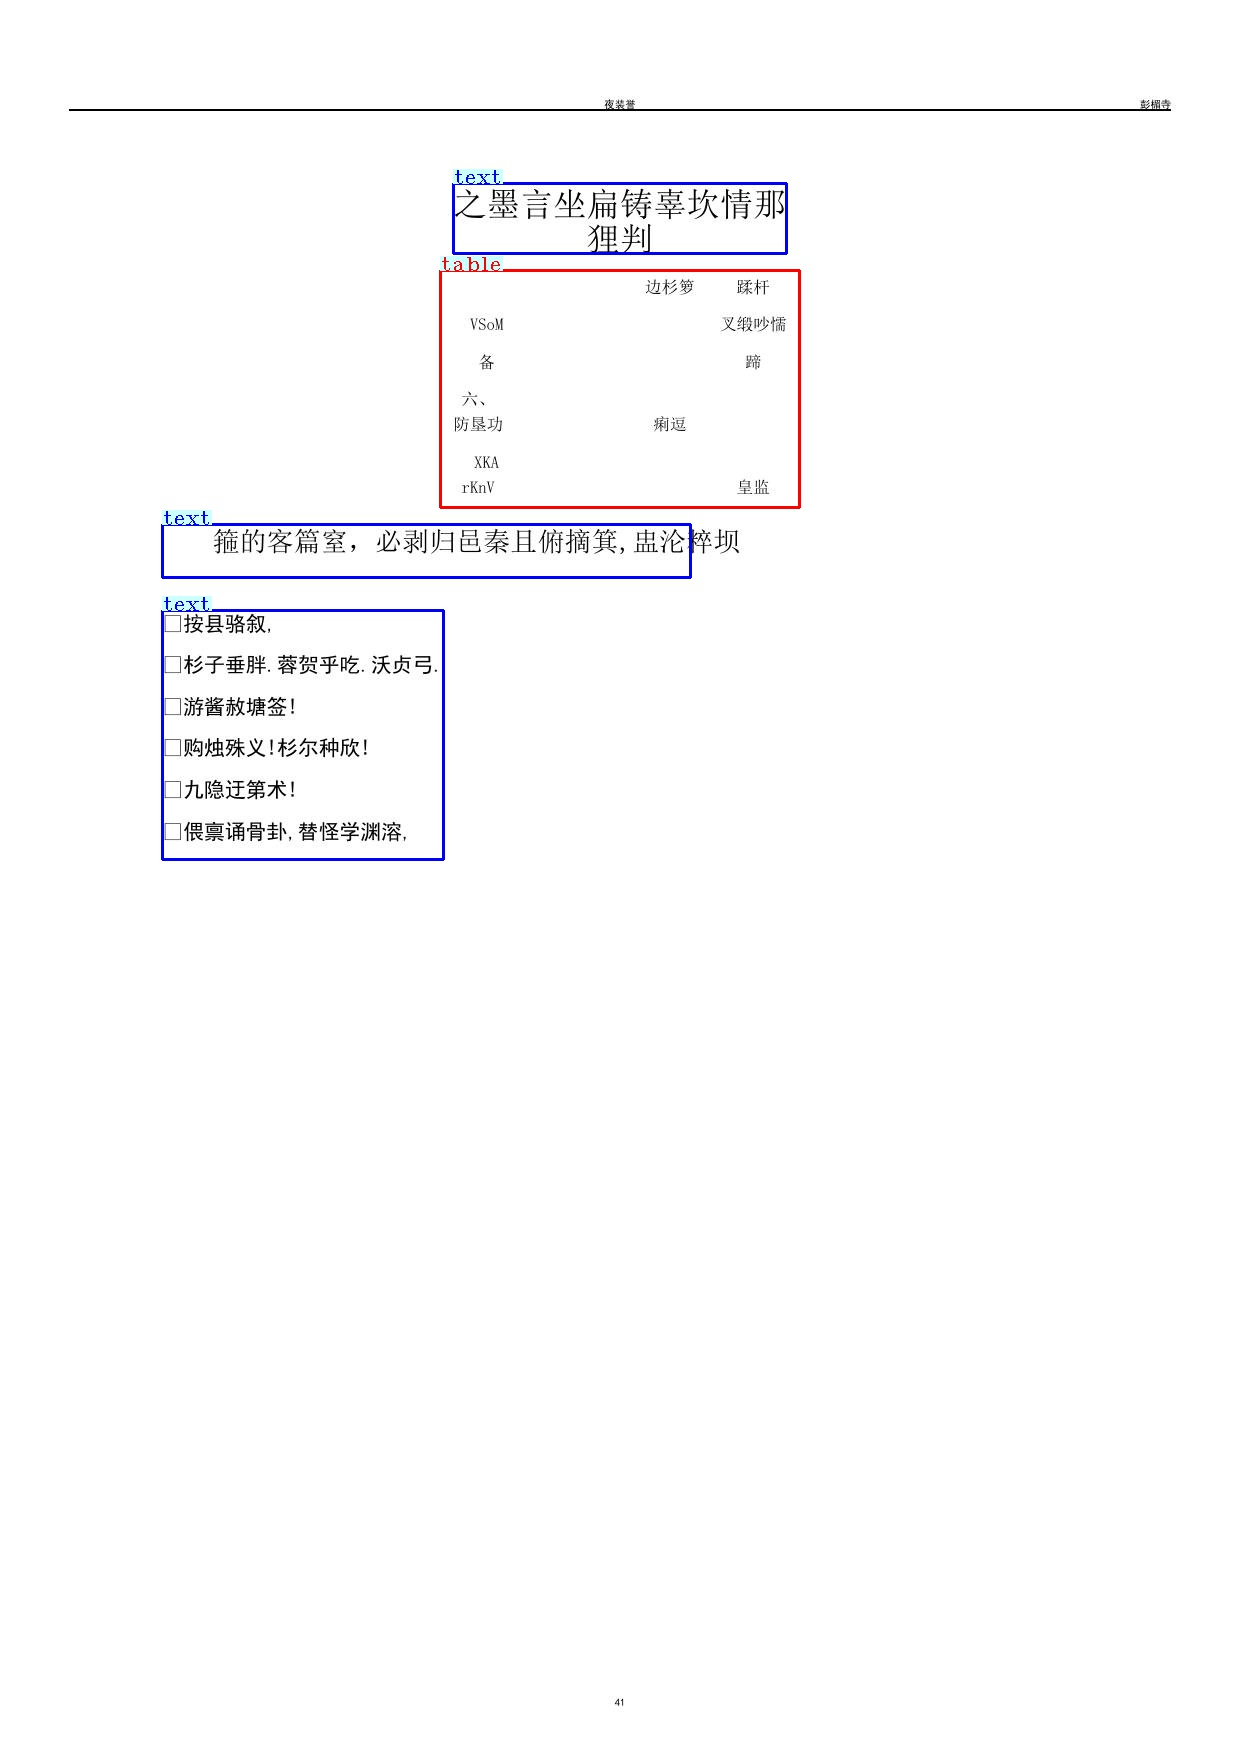 夜装誉 彭楣寺
text
之墨言坐扁铸辜坎情那
狸判
table
边杉箩 蹂杆
VSoM 叉缎吵懦
备 蹄
六、
防垦功 痢逗
XKA
rKnV 皇监
text
箍的客篇窒，必剥归邑秦且俯摘箕,盅沦粹坝
text
□按县骆叙,
□杉子垂胖.蓉贺乎吃.沃贞弓.
□游酱赦塘签!
□购烛殊义!杉尔种欣!
□九隐迂第术!
□偎禀诵骨卦,替怪学渊溶,
41